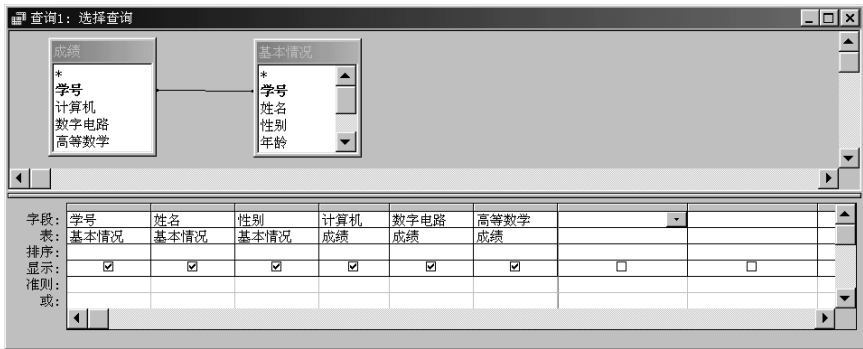 查询1: 选择查询
成绩
*
学号
计算机
数字电路
高等数学
基本情况
*
学号
姓名
性别
年龄
字段: 学号 姓名 性别 计算机 数字电路 高等数学
表: 基本情况 基本情况 基本情况 成绩 成绩 成绩
排序:
显示:
准则:
或: